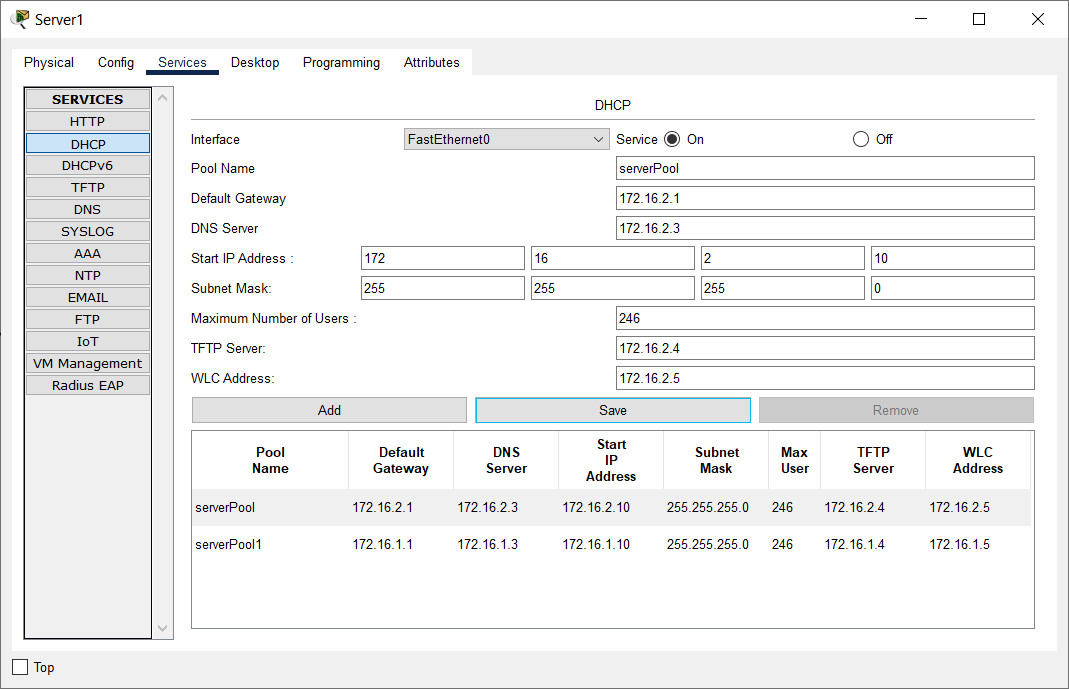 Server1
Physical Config Services Desktop Programming Attributes
SERVICES
HTTP
DHCP
DHCPv6
TFTP
DNS
SYSLOG
AAA
NTP
EMAIL
FTP
IoT
VM Management
Radius EAP
DHCP
Interface FastEthernet0 Service On Off
Pool Name serverPool
Default Gateway 172.16.2.1
DNS Server 172.16.2.3
Start IP Address : 172 16 2 10
Subnet Mask: 255 255 255 0
Maximum Number of Users : 246
TFTP Server: 172.16.2.4
WLC Address: 172.16.2.5
Add Save Remove
Pool Name Default Gateway DNS Server Start IP Address Subnet Mask Max User TFTP Server WLC Address
serverPool 172.16.2.1 172.16.2.3 172.16.2.10 255.255.255.0 246 172.16.2.4 172.16.2.5
serverPool1 172.16.1.1 172.16.1.3 172.16.1.10 255.255.255.0 246 172.16.1.4 172.16.1.5
Top